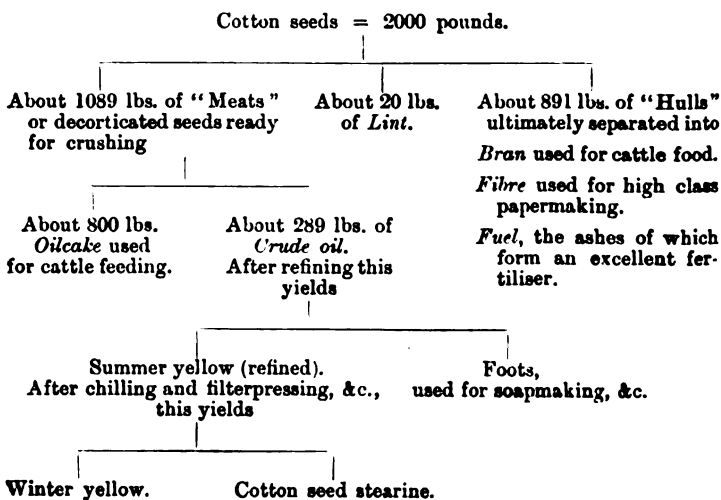 Cotton seeds = 2000 pounds.
About 1089 lbs. of "Meats"
or decorticated seeds ready
for crushing
About 20 lbs.
of Lint.
About 891 lbs. of "Hulls"
ultimately separated into
Bran used for cattle food.
Fibre used for high class
papermaking.
Fuel, the ashes of which
form an excellent fer-
tiliser.
About 800 lbs.
Oilcake used
for cattle feeding.
About 289 lbs. of
Crude oil.
After refining this
yields
Summer yellow (refined).
After chilling and filterpressing, &c.,
this yields
Foots,
used for soapmaking, &c.
Winter yellow.
Cotton seed stearine.